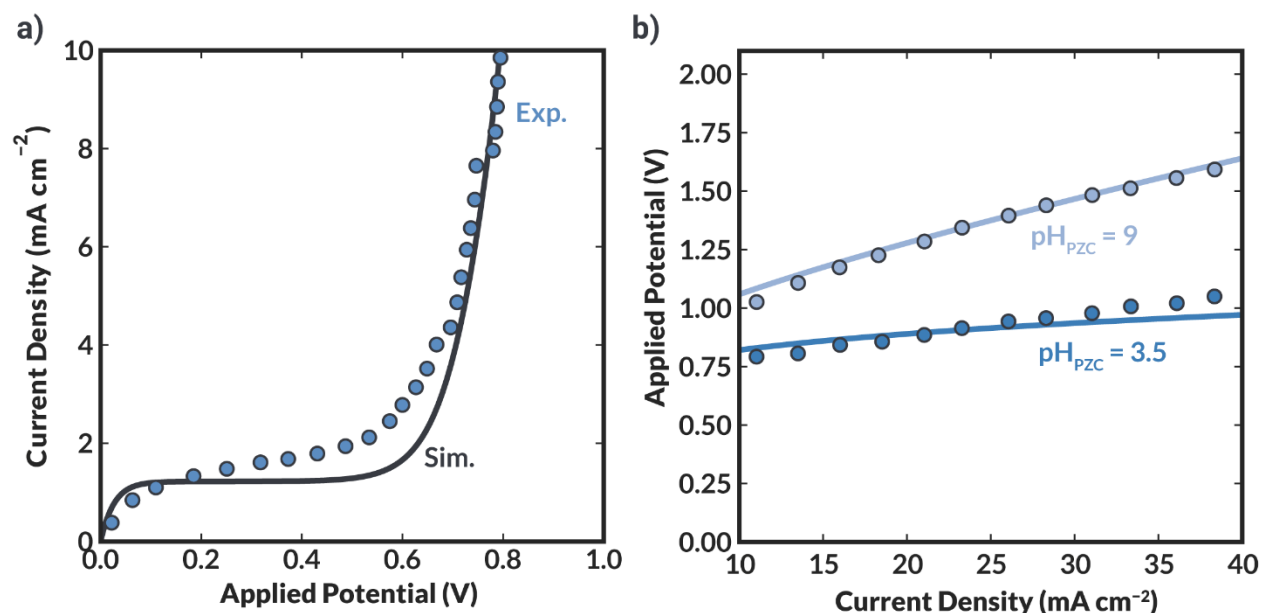 a)
Current Density (mA cm⁻²)
10
8
6
4
2
0
Exp.
Sim.
0.0 0.2 0.4 0.6 0.8 1.0
Applied Potential (V)
b)
Applied Potential (V)
2.00
1.75
1.50
1.25
1.00
0.75
0.50
0.25
0.00
pH_PZC = 9
pH_PZC = 3.5
10 15 20 25 30 35 40
Current Density (mA cm⁻²)